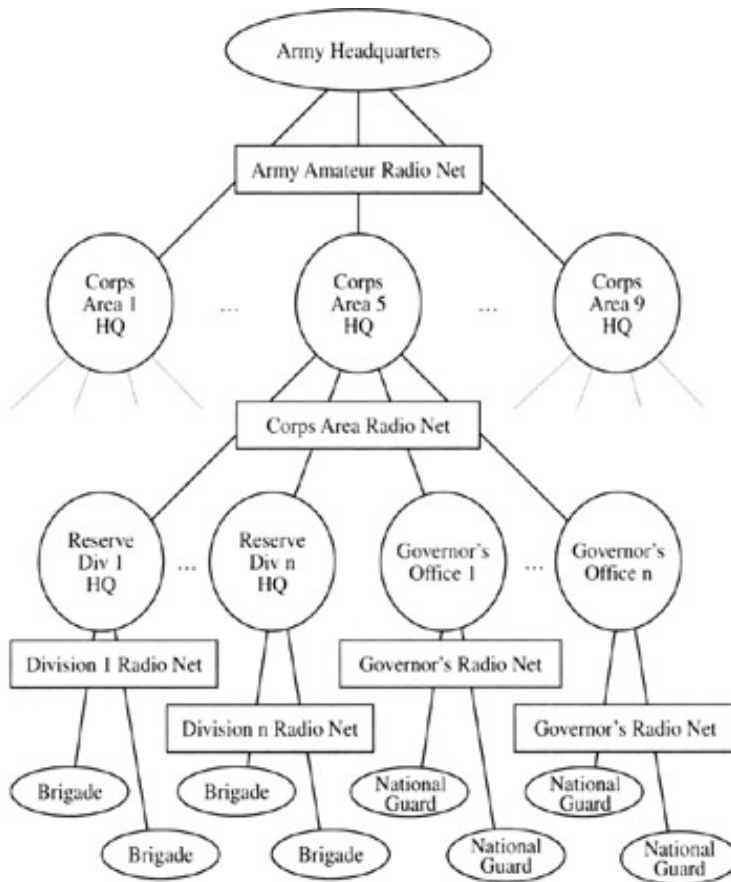 Army Headquarters
Army Amateur Radio Net
Corps
Area 1
HQ
...
Corps
Area 5
HQ
...
Corps
Area 9
HQ
Corps Area Radio Net
Reserve
Div 1
HQ
...
Reserve
Div n
HQ
Governor's
Office 1
...
Governor's
Office n
Division 1 Radio Net
Governor's Radio Net
Division n Radio Net
Governor's Radio Net
Brigade
Brigade
National
Guard
National
Guard
Brigade
Brigade
National
Guard
National
Guard